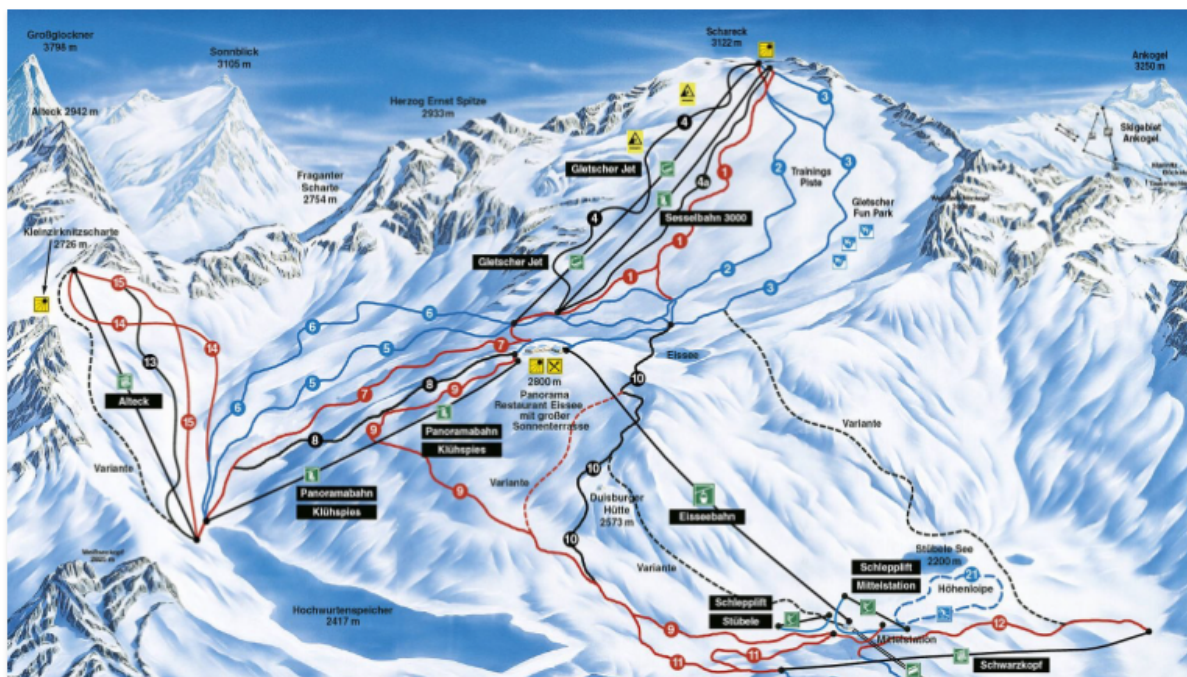 Großglockner
3798 m
Sonnblick
3105 m
Schareck
3122 m
Ankogel
3250 m
Alteck 2942 m
Herzog Ernst Spitze
2933 m
3
4
Skigebiet
Ankogel
Gletscher Jet
Fraganter
Scharte
2754 m
4a
1
2
Trainings
Piste
3
4
Sesselbahn 3000
Gletscher
Fun Park
Kleinzirknitzscharte
2726 m
Gletscher Jet
1
2
15
3
14
6
6
14
5
7
13
8
Eissee
7
5
9
2800 m
10
Alteck
6
Panorama
Restaurant Eissee
mit großer
Sonnenterrasse
15
9
Panoramabahn
Klühspies
8
Variante
Variante
9
10
Variante
Panoramabahn
Klühspies
Duisburger
Hütte
2573 m
Eisseebahn
10
Stübele See
2200 m
Variante
Schlepplift
Mittelstation
21
Höhenloipe
Hochwurtenspeicher
2417 m
Schlepplift
Stübele
9
12
Mittelstation
11
11
Schwarzkopf